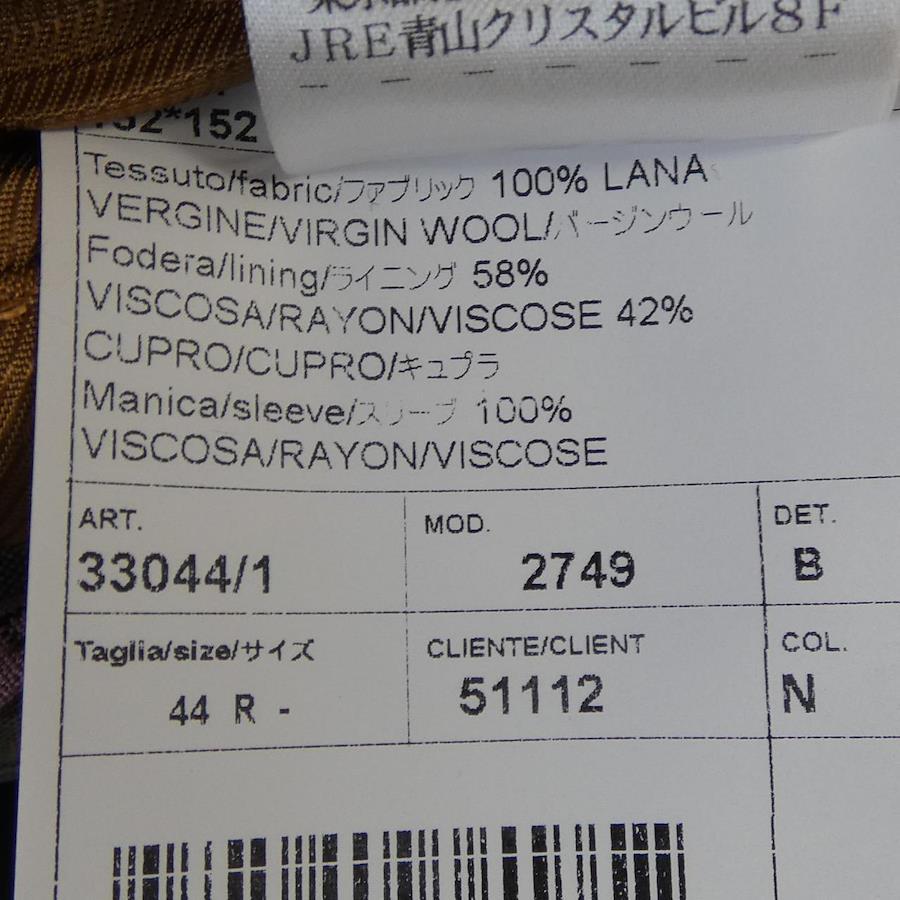 JRE青山クリスタルビル8F
152*152
Tessuto/fabric/ファブリック 100% LANA
VERGINE/VIRGIN WOOL/バージンウール
Fodera/lining/ライニング 58%
VISCOSA/RAYON/VISCOSE 42%
CUPRO/CUPRO/キュプラ
Manica/sleeve/スリーブ 100%
VISCOSA/RAYON/VISCOSE
ART. MOD. DET.
33044/1 2749 B
Taglia/size/サイズ CLIENTE/CLIENT COL.
44 R - 51112 N